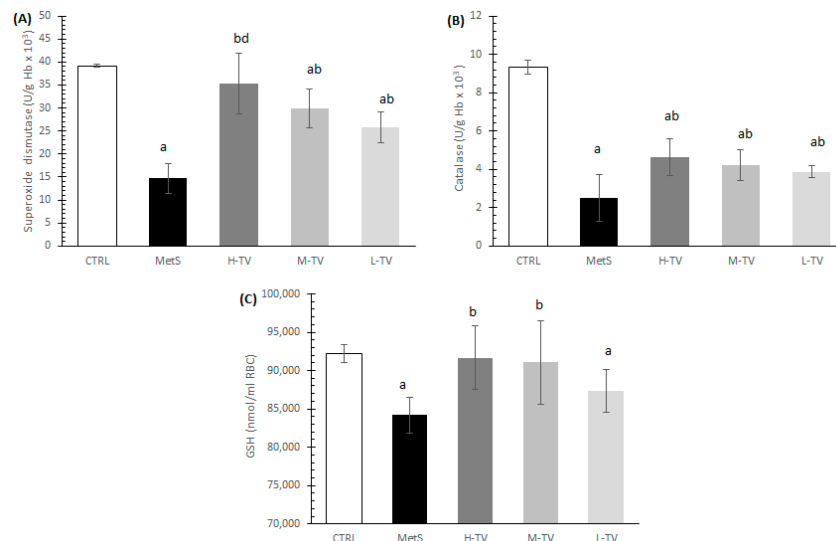 (A)
Superoxide dismutase (U/g Hb x 10³)
50
45
40
35
30
25
20
15
10
5
0
a
bd
ab
ab
CTRL MetS H-TV M-TV L-TV
(B)
Catalase (U/g Hb x 10³)
12
10
8
6
4
2
0
a
ab
ab
ab
CTRL MetS H-TV M-TV L-TV
(C)
GSH (nmol/ml RBC)
100,000
95,000
90,000
85,000
80,000
75,000
70,000
a
b
b
a
CTRL MetS H-TV M-TV L-TV